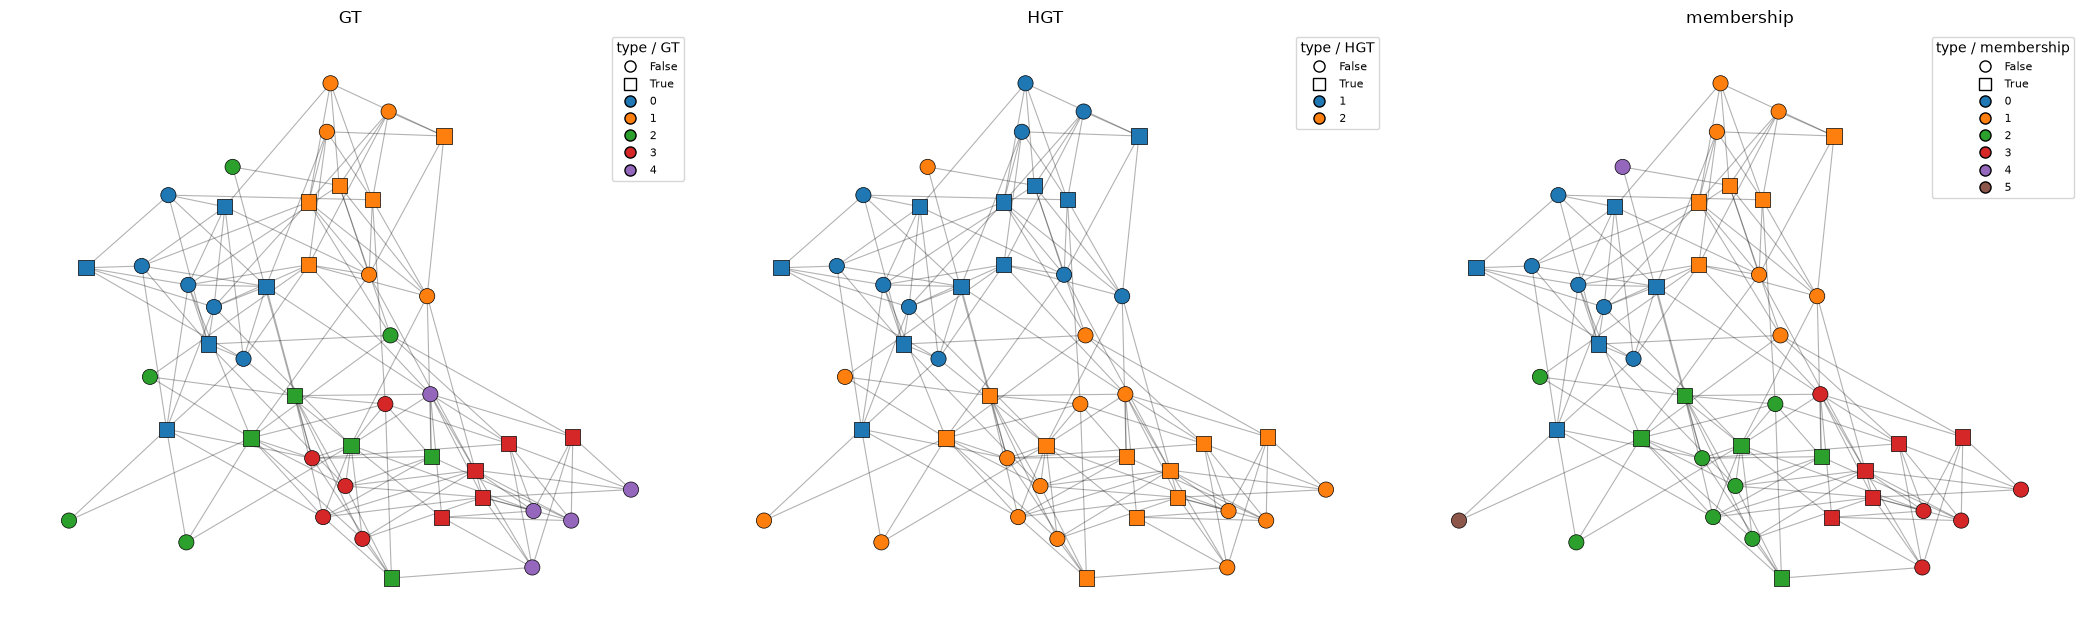 GT
type / GT
False
True
0
1
2
3
4
HGT
type / HGT
False
True
1
2
membership
type / membership
False
True
0
1
2
3
4
5